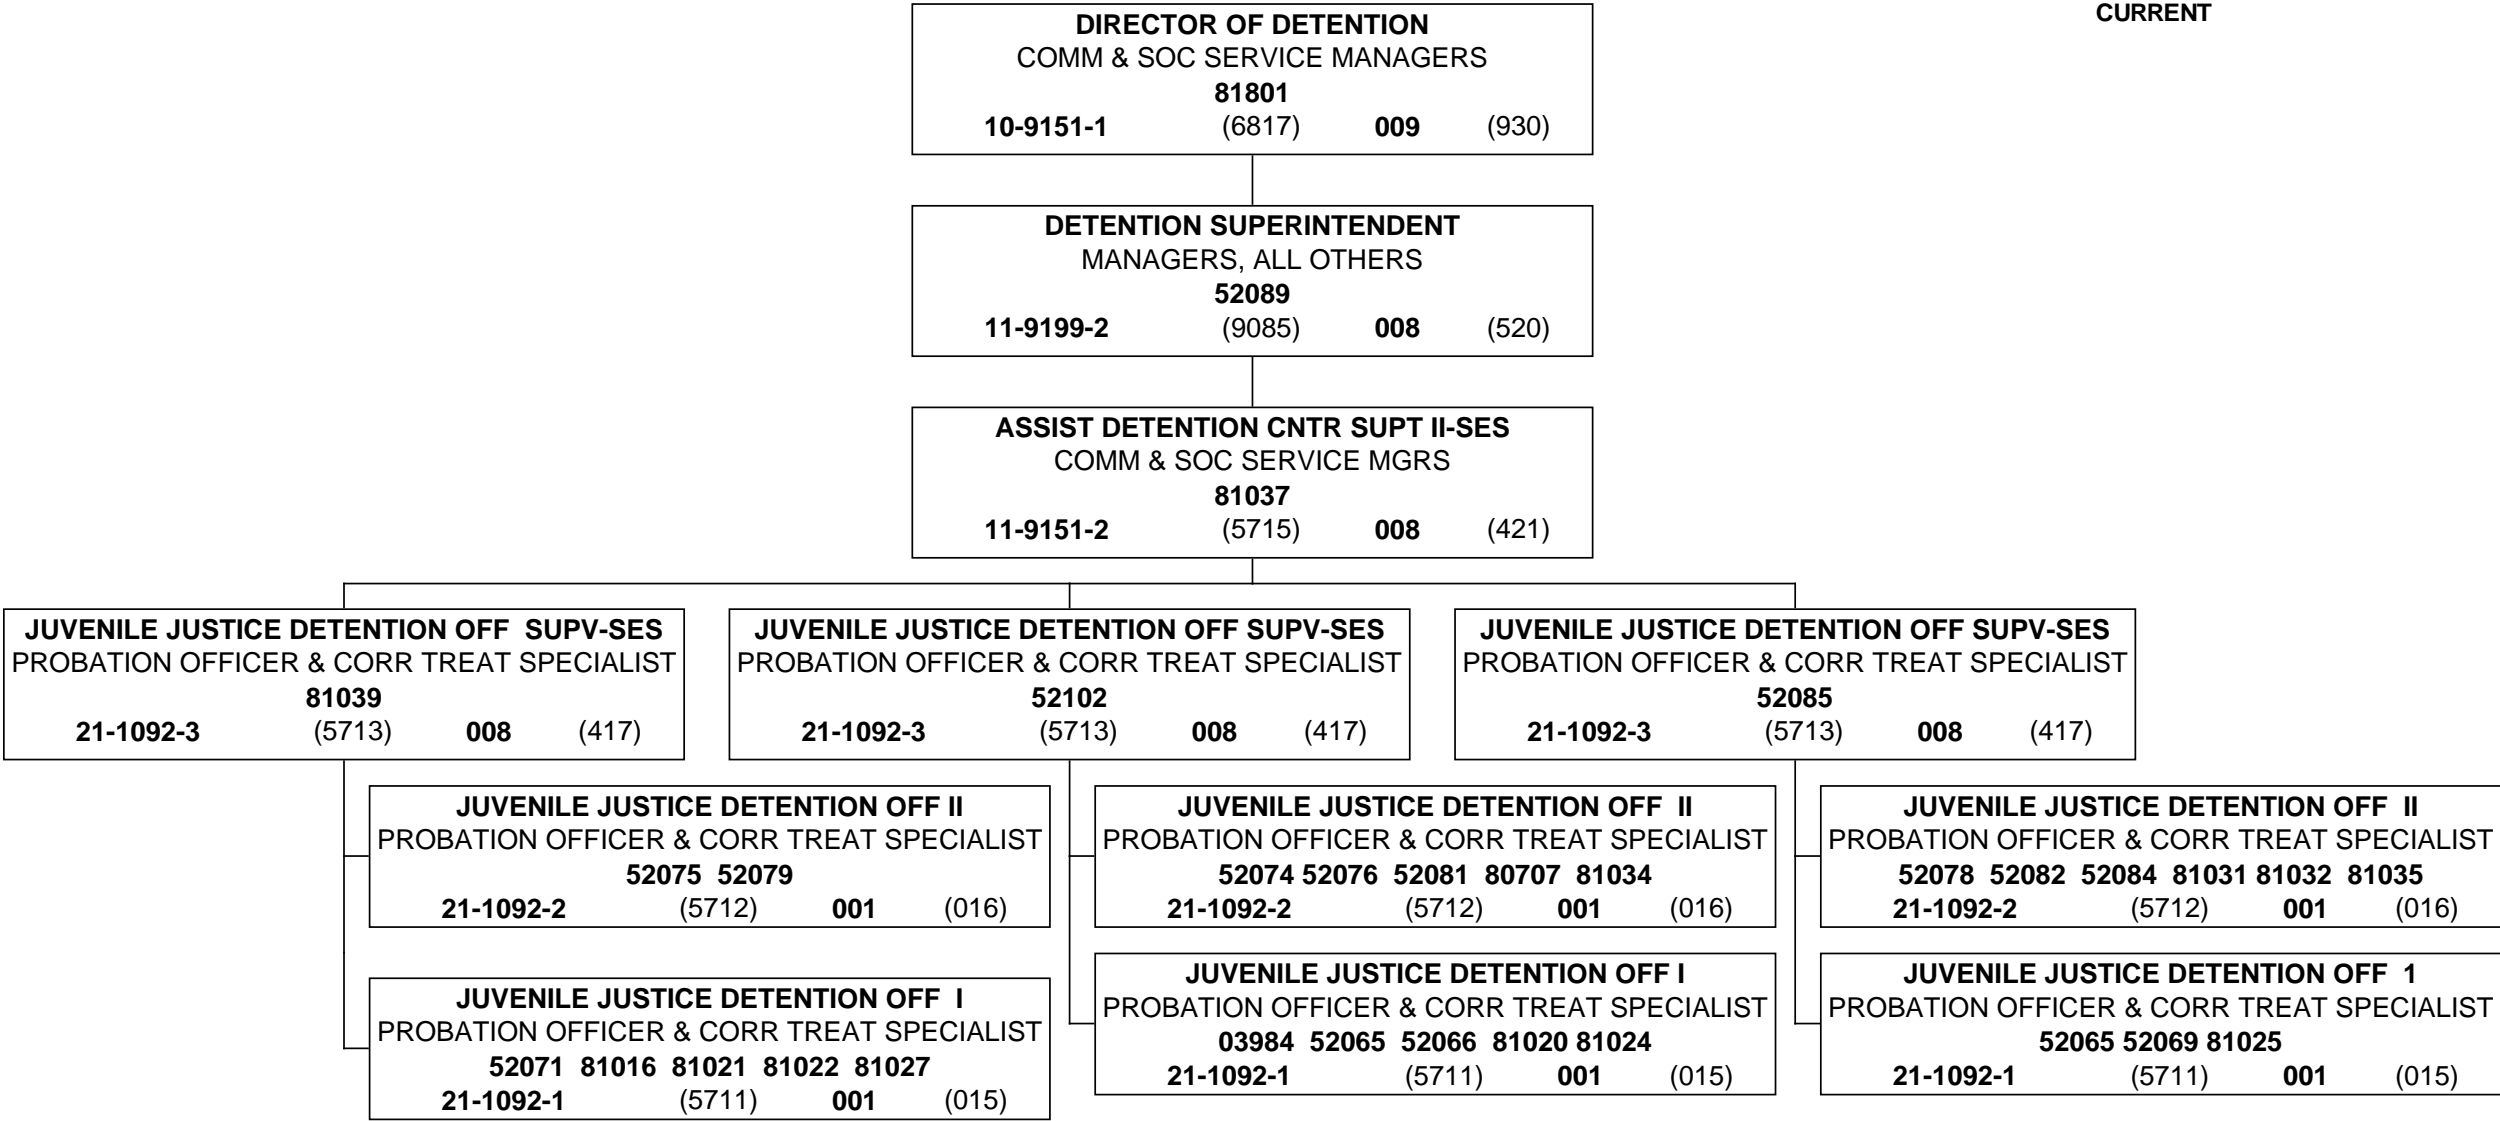 CURRENT
DIRECTOR OF DETENTION
COMM & SOC SERVICE MANAGERS
81801
10-9151-1 (6817) 009 (930)
DETENTION SUPERINTENDENT
MANAGERS, ALL OTHERS
52089
11-9199-2 (9085) 008 (520)
ASSIST DETENTION CNTR SUPT II-SES
COMM & SOC SERVICE MGRS
81037
11-9151-2 (5715) 008 (421)
JUVENILE JUSTICE DETENTION OFF SUPV-SES
PROBATION OFFICER & CORR TREAT SPECIALIST
81039
21-1092-3 (5713) 008 (417)
JUVENILE JUSTICE DETENTION OFF II
PROBATION OFFICER & CORR TREAT SPECIALIST
52075 52079
21-1092-2 (5712) 001 (016)
JUVENILE JUSTICE DETENTION OFF I
PROBATION OFFICER & CORR TREAT SPECIALIST
52071 81016 81021 81022 81027
21-1092-1 (5711) 001 (015)
JUVENILE JUSTICE DETENTION OFF SUPV-SES
PROBATION OFFICER & CORR TREAT SPECIALIST
52102
21-1092-3 (5713) 008 (417)
JUVENILE JUSTICE DETENTION OFF II
PROBATION OFFICER & CORR TREAT SPECIALIST
52074 52076 52081 80707 81034
21-1092-2 (5712) 001 (016)
JUVENILE JUSTICE DETENTION OFF I
PROBATION OFFICER & CORR TREAT SPECIALIST
03984 52065 52066 81020 81024
21-1092-1 (5711) 001 (015)
JUVENILE JUSTICE DETENTION OFF SUPV-SES
PROBATION OFFICER & CORR TREAT SPECIALIST
52085
21-1092-3 (5713) 008 (417)
JUVENILE JUSTICE DETENTION OFF II
PROBATION OFFICER & CORR TREAT SPECIALIST
52078 52082 52084 81031 81032 81035
21-1092-2 (5712) 001 (016)
JUVENILE JUSTICE DETENTION OFF 1
PROBATION OFFICER & CORR TREAT SPECIALIST
52065 52069 81025
21-1092-1 (5711) 001 (015)